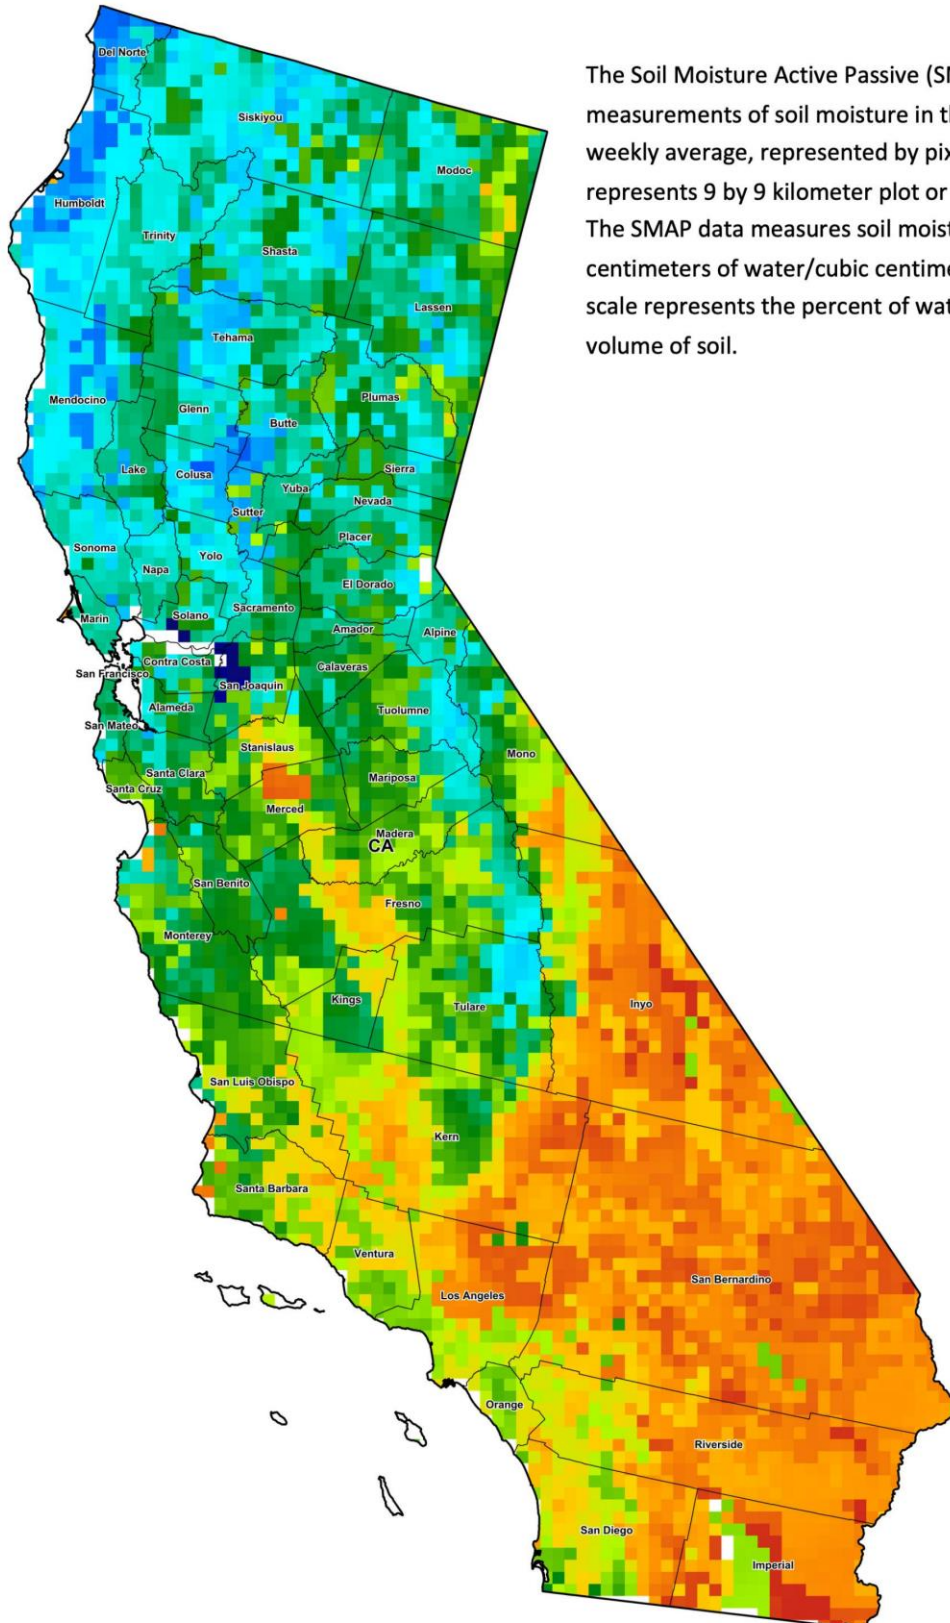 The Soil Moisture Active Passive (SM
measurements of soil moisture in th
weekly average, represented by pix
represents 9 by 9 kilometer plot or
The SMAP data measures soil moist
centimeters of water/cubic centime
scale represents the percent of wat
volume of soil.
Del Norte
Siskiyou
Modoc
Humboldt
Trinity
Shasta
Lassen
Tehama
Plumas
Mendocino
Glenn
Butte
Lake
Colusa
Sierra
Yuba
Nevada
Sutter
Placer
Sonoma
Yolo
Napa
El Dorado
Sacramento
Solano
Marin
Amador
Alpine
Contra Costa
Calaveras
San Francisco
San Joaquin
Alameda
Tuolumne
San Mateo
Stanislaus
Mono
Santa Clara
Mariposa
Santa Cruz
Merced
Madera
CA
San Benito
Fresno
Monterey
Kings
Tulare
Inyo
San Luis Obispo
Kern
Santa Barbara
Ventura
San Bernardino
Los Angeles
Orange
Riverside
San Diego
Imperial